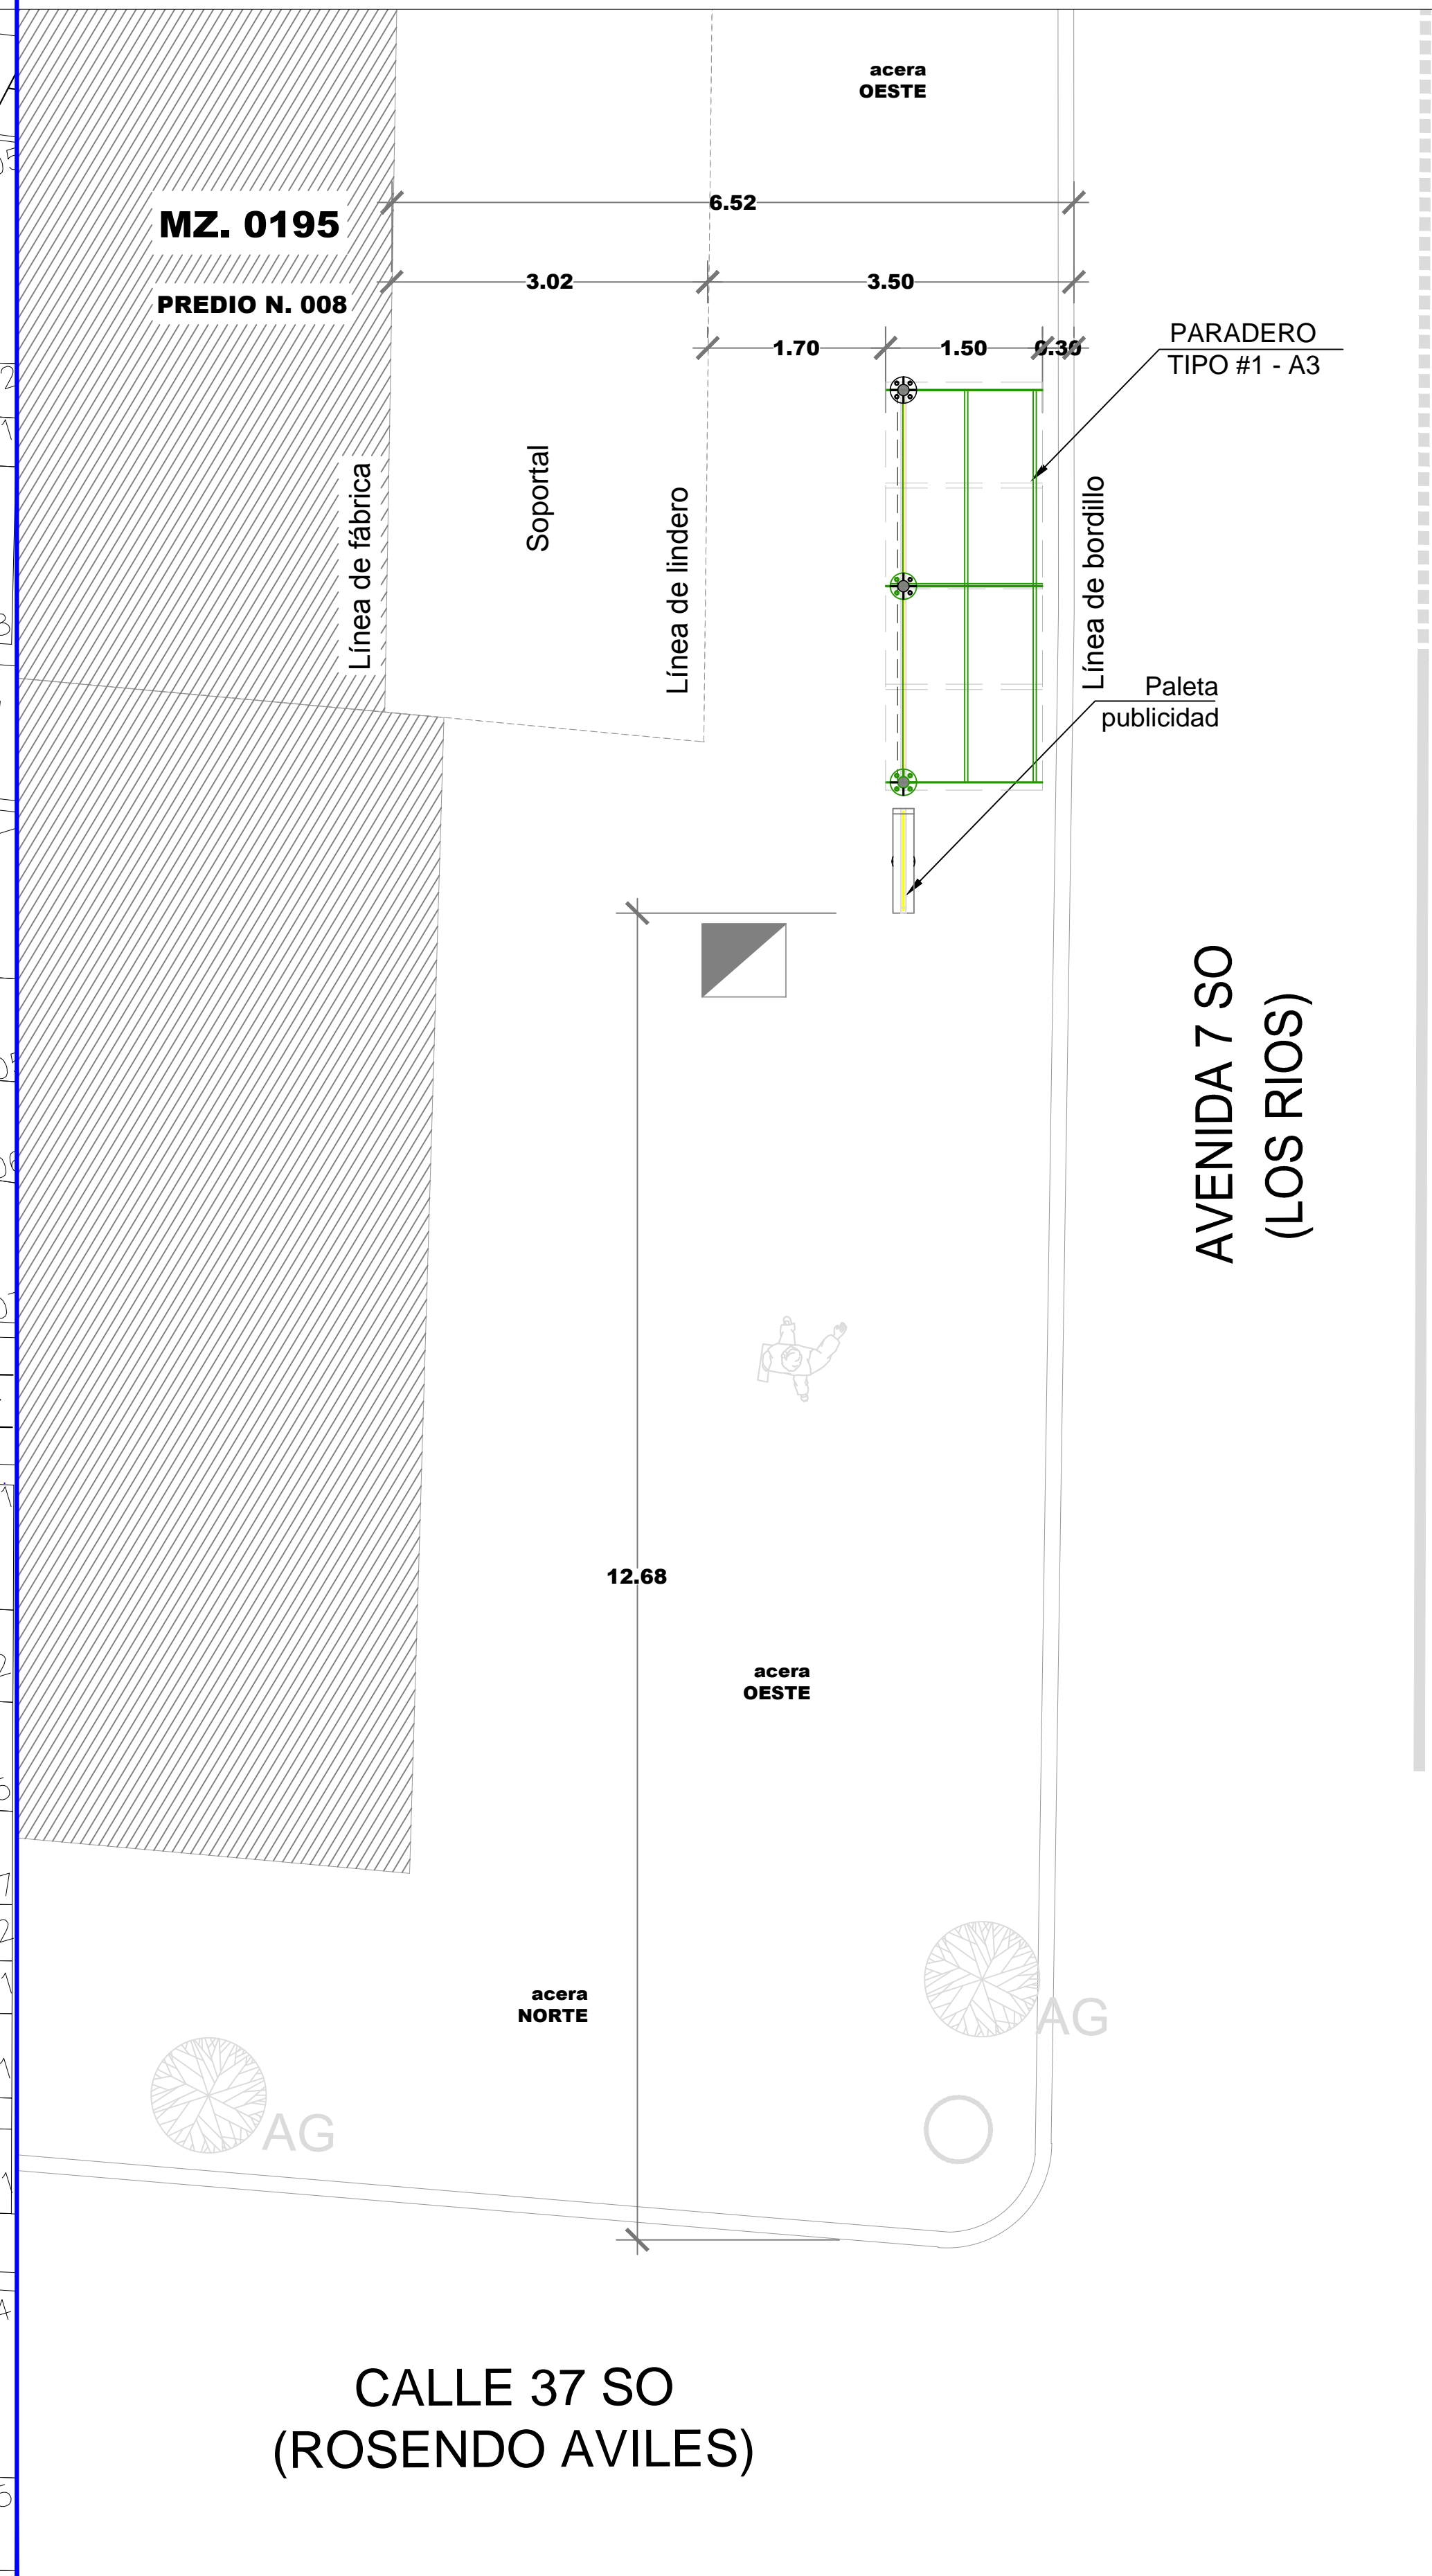 acera
OESTE
6.52
MZ. 0195
3.02
3.50
PREDIO N. 008
1.70
1.50
0.30
PARADERO
TIPO #1 - A3
Línea de fábrica
Soportal
Línea de lindero
Línea de bordillo
Paleta
publicidad
AVENIDA 7 SO
(LOS RIOS)
12.68
acera
OESTE
acera
NORTE
AG
AG
CALLE 37 SO
(ROSENDO AVILES)